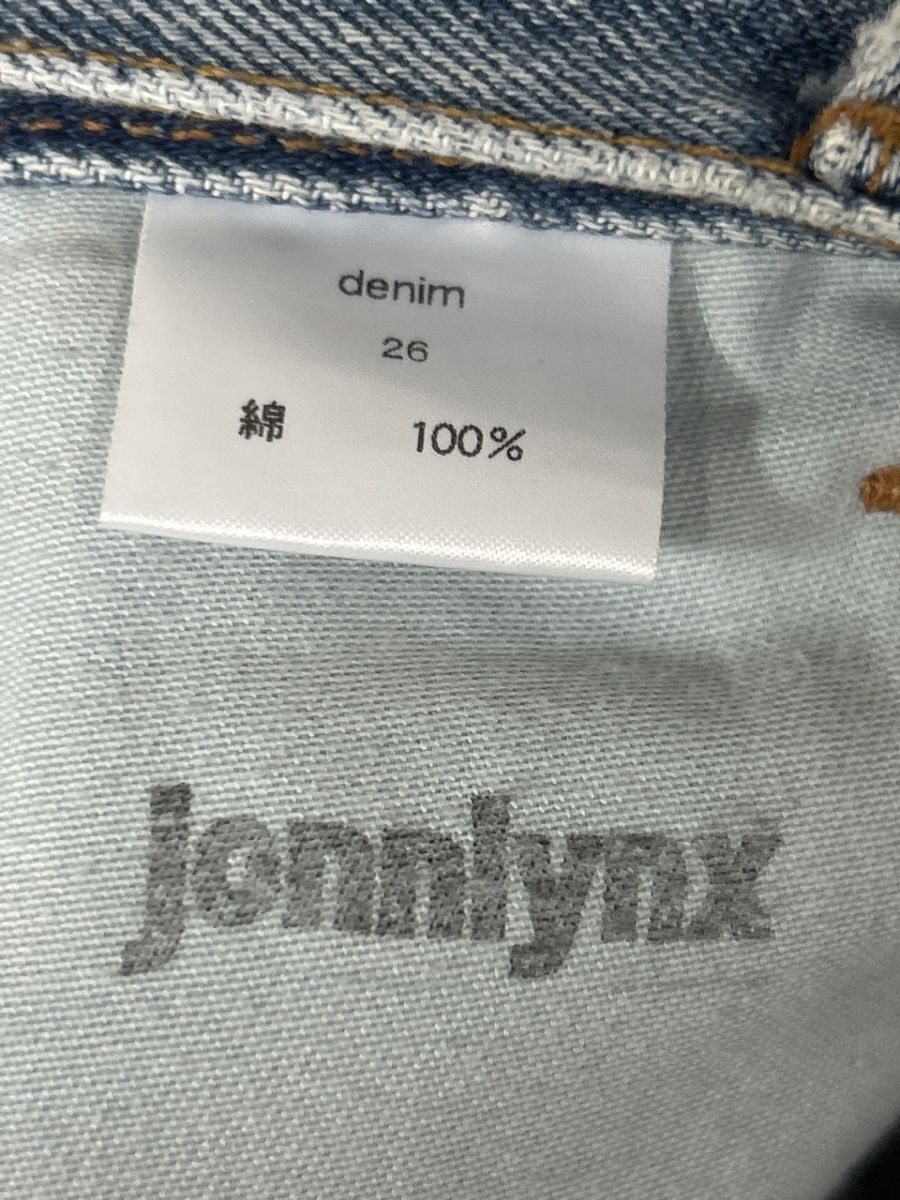 denim
26
綿 100%
jonnlynx